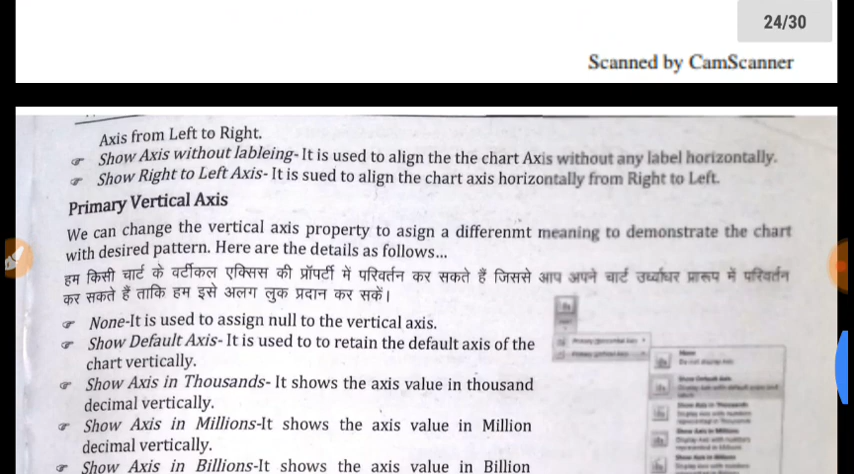 24/30
Scanned by CamScanner
Axis from Left to Right.
☞ Show Axis without lableing- It is used to align the the chart Axis without any label horizontally.
☞ Show Right to Left Axis- It is sued to align the chart axis horizontally from Right to Left.
Primary Vertical Axis
We can change the vertical axis property to asign a differenmt meaning to demonstrate the chart
with desired pattern. Here are the details as follows...
हम किसी चार्ट के वर्टीकल एक्सिस की प्रॉपर्टी में परिवर्तन कर सकते हैं जिससे आप अपने चार्ट उर्ध्वाधर प्रारूप में परिवर्तन
कर सकते हैं ताकि हम इसे अलग लुक प्रदान कर सकें।
☞ None-It is used to assign null to the vertical axis.
☞ Show Default Axis- It is used to to retain the default axis of the
chart vertically.
☞ Show Axis in Thousands- It shows the axis value in thousand
decimal vertically.
☞ Show Axis in Millions-It shows the axis value in Million
decimal vertically.
☞ Show Axis in Billions-It shows the axis value in Billion